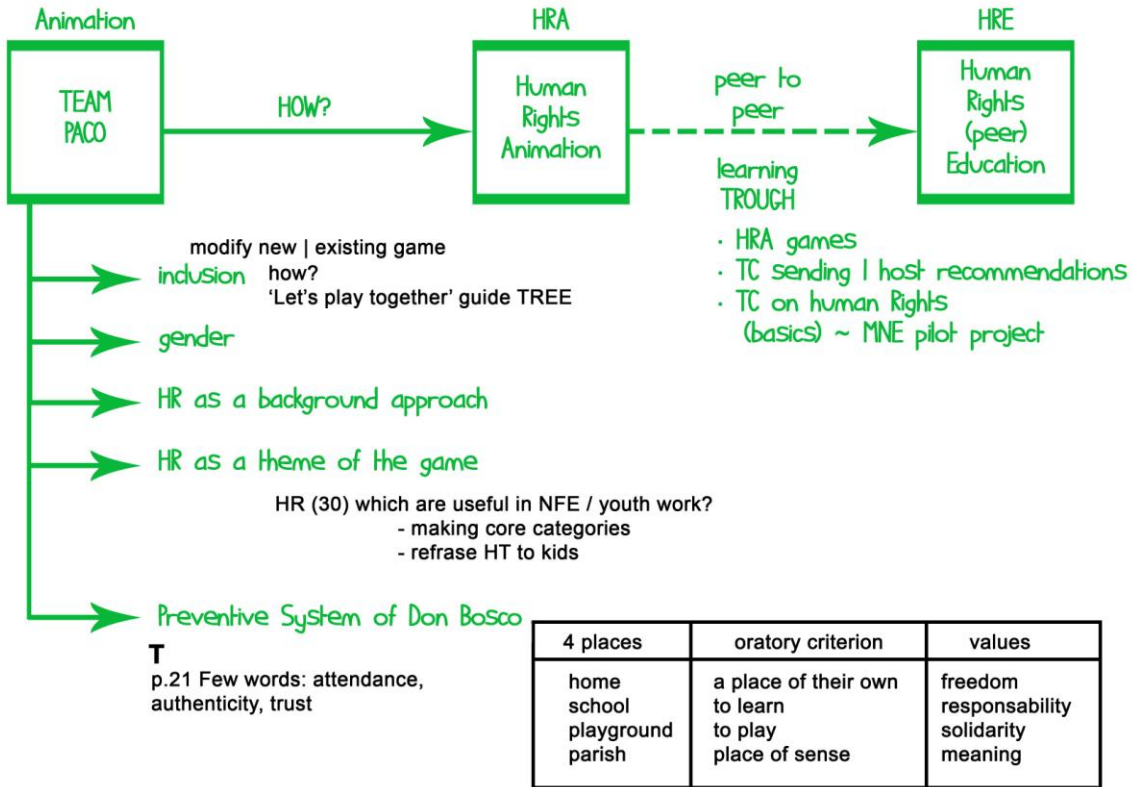 Animation
TEAM
PACO
HOW?
HRA
Human
Rights
Animation
peer to
peer
learning
TROUGH
· HRA games
· TC sending | host recommendations
· TC on human Rights
(basics) ~ MNE pilot project
HRE
Human
Rights
(peer)
Education
modify new | existing game
inclusion
how?
‘Let’s play together’ guide TREE
gender
HR as a background approach
HR as a theme of the game
HR (30) which are useful in NFE / youth work?
- making core categories
- refrase HT to kids
Preventive System of Don Bosco
T
p.21 Few words: attendance,
authenticity, trust
4 places oratory criterion values
home a place of their own freedom
school to learn responsability
playground to play solidarity
parish place of sense meaning